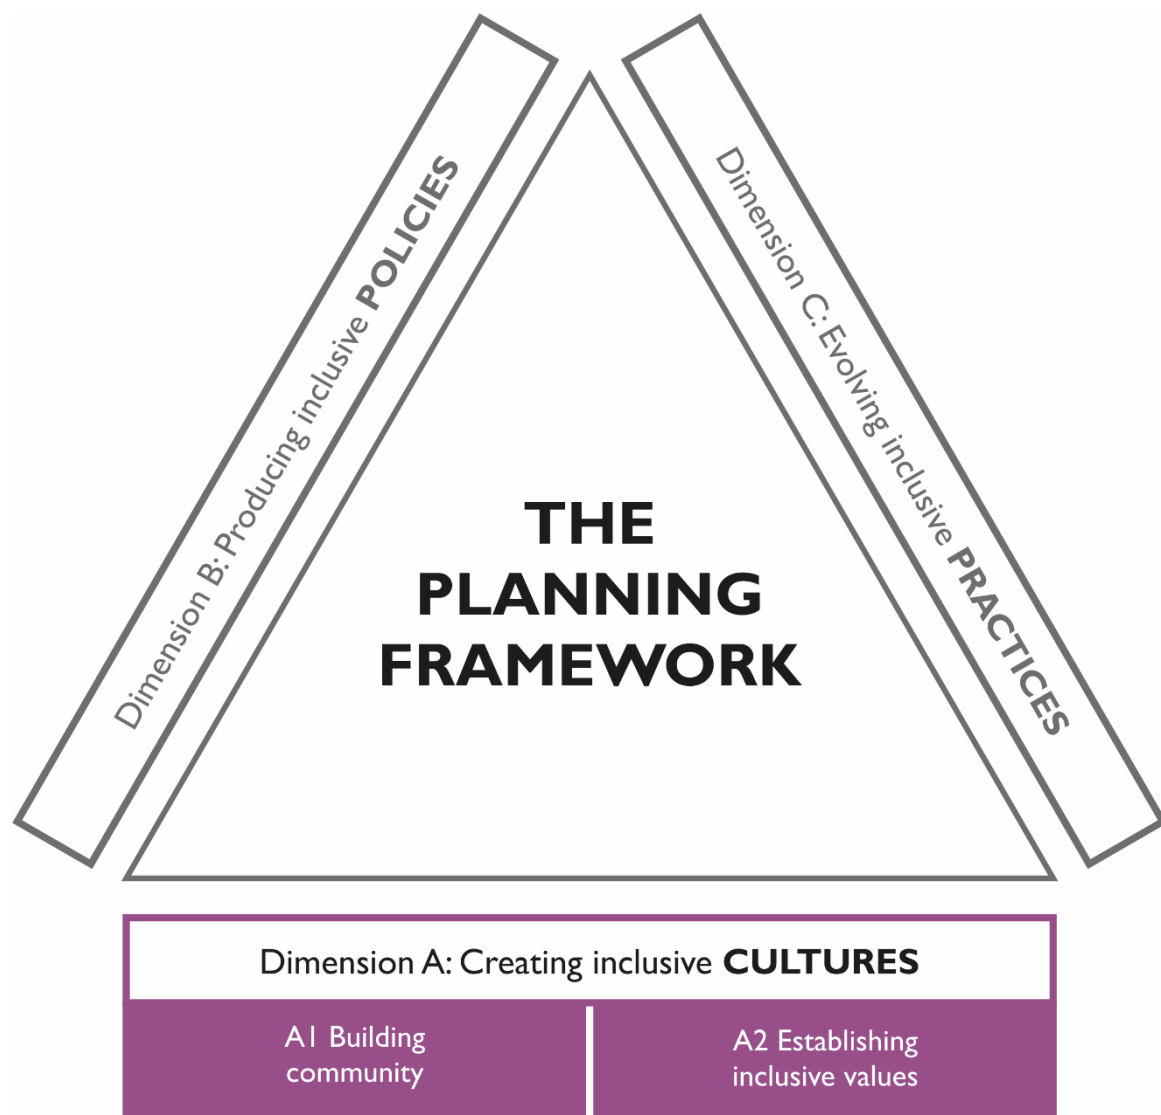 Dimension B: Producing inclusive POLICIES
Dimension C: Evolving inclusive PRACTICES
THE
PLANNING
FRAMEWORK
Dimension A: Creating inclusive CULTURES
A1 Building
community
A2 Establishing
inclusive values